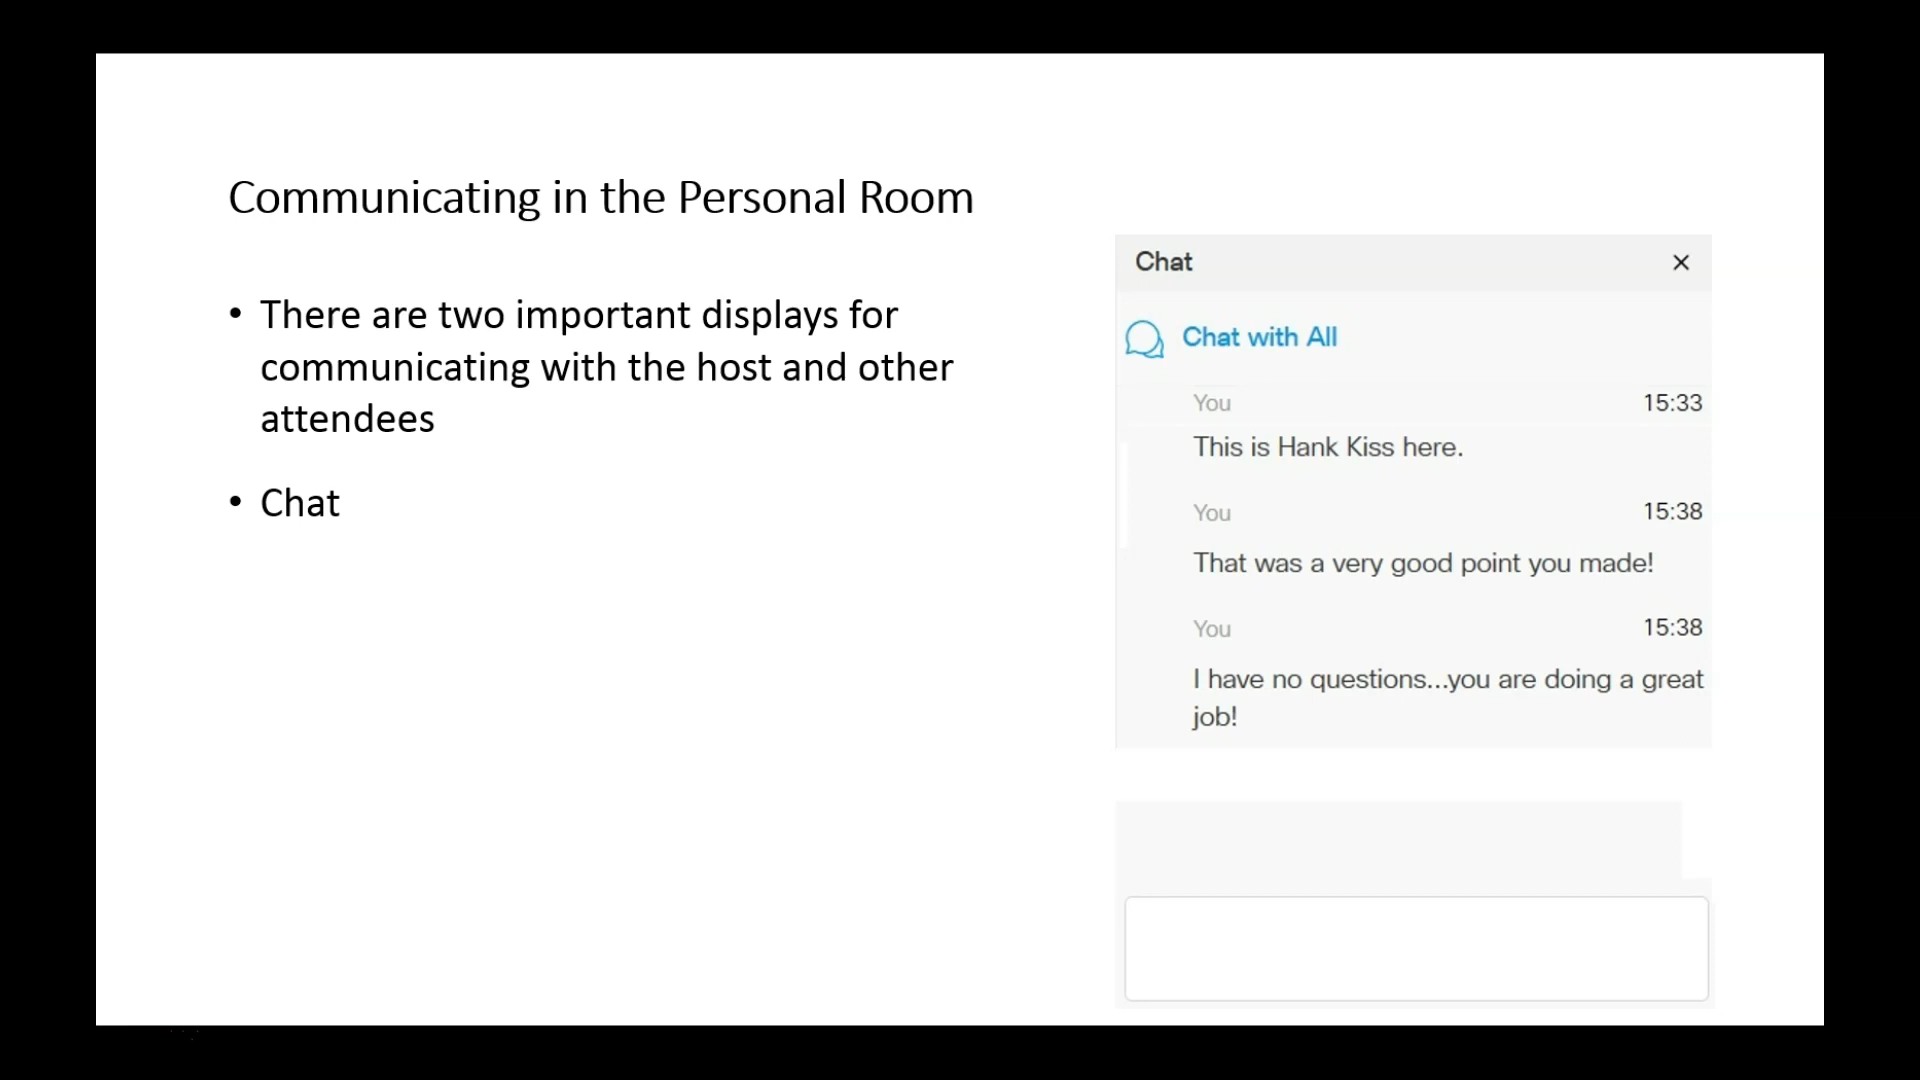 Communicating in the Personal Room
• There are two important displays for
communicating with the host and other
attendees
• Chat
Chat
Chat with All
You 15:33
This is Hank Kiss here.
You 15:38
That was a very good point you made!
You 15:38
I have no questions...you are doing a great
job!